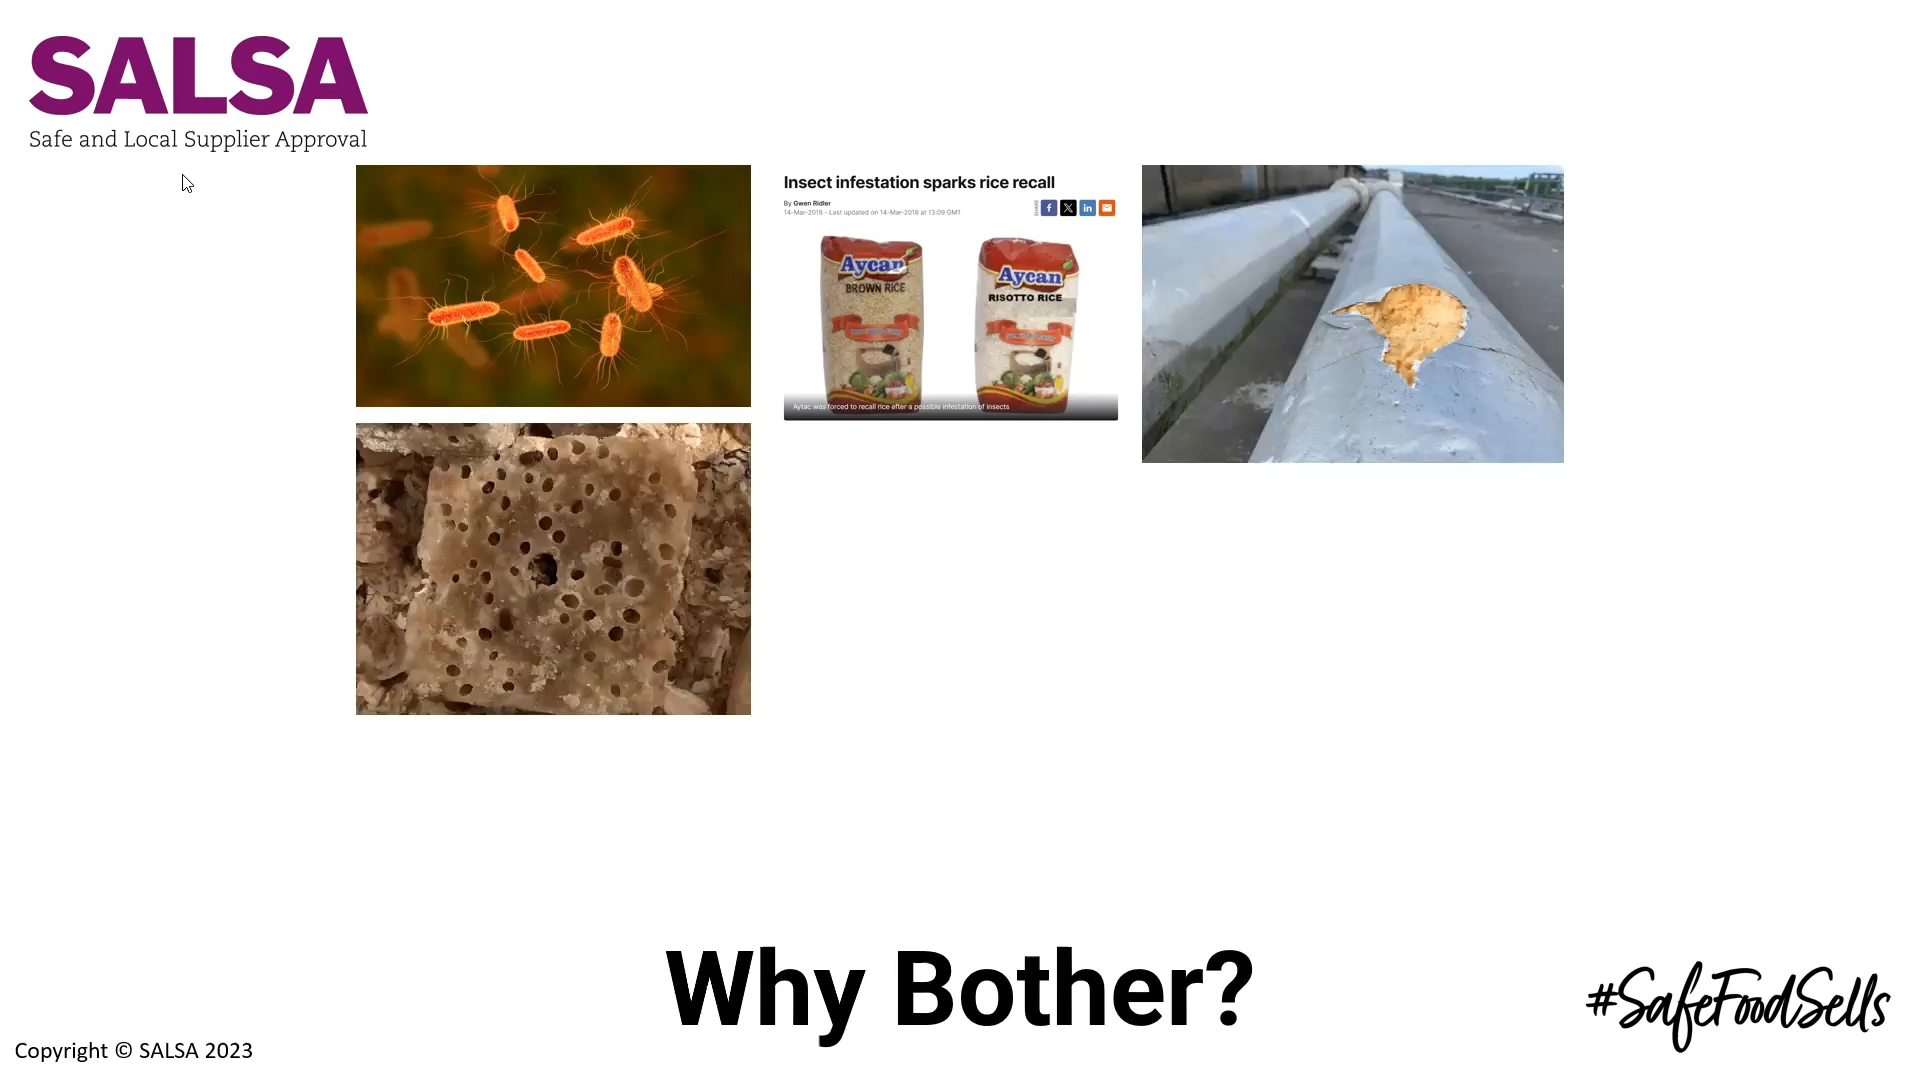 SALSA
Safe and Local Supplier Approval
Insect infestation sparks rice recall
By Gwen Ridler
14-Mar-2018 - Last updated on 14-Mar-2018 at 13:09 GMT
SHARE
Aycan
BROWN RICE
Aycan
RISOTTO RICE
Aytac was forced to recall rice after a possible infestation of insects
Why Bother?
#SafeFoodSells
Copyright © SALSA 2023